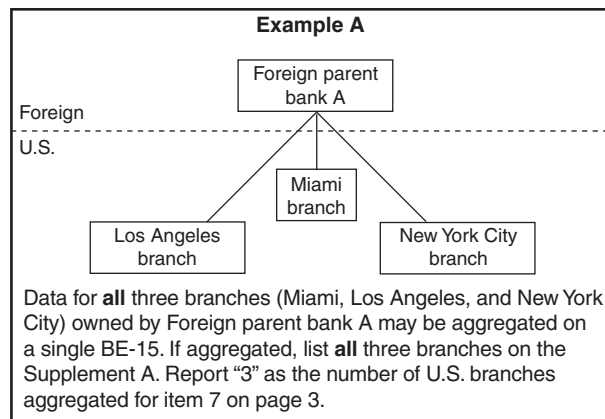 Example A
Foreign parent
bank A
Foreign
U.S.
Miami
branch
Los Angeles
branch
New York City
branch
Data for all three branches (Miami, Los Angeles, and New York
City) owned by Foreign parent bank A may be aggregated on
a single BE-15. If aggregated, list all three branches on the
Supplement A. Report “3” as the number of U.S. branches
aggregated for item 7 on page 3.